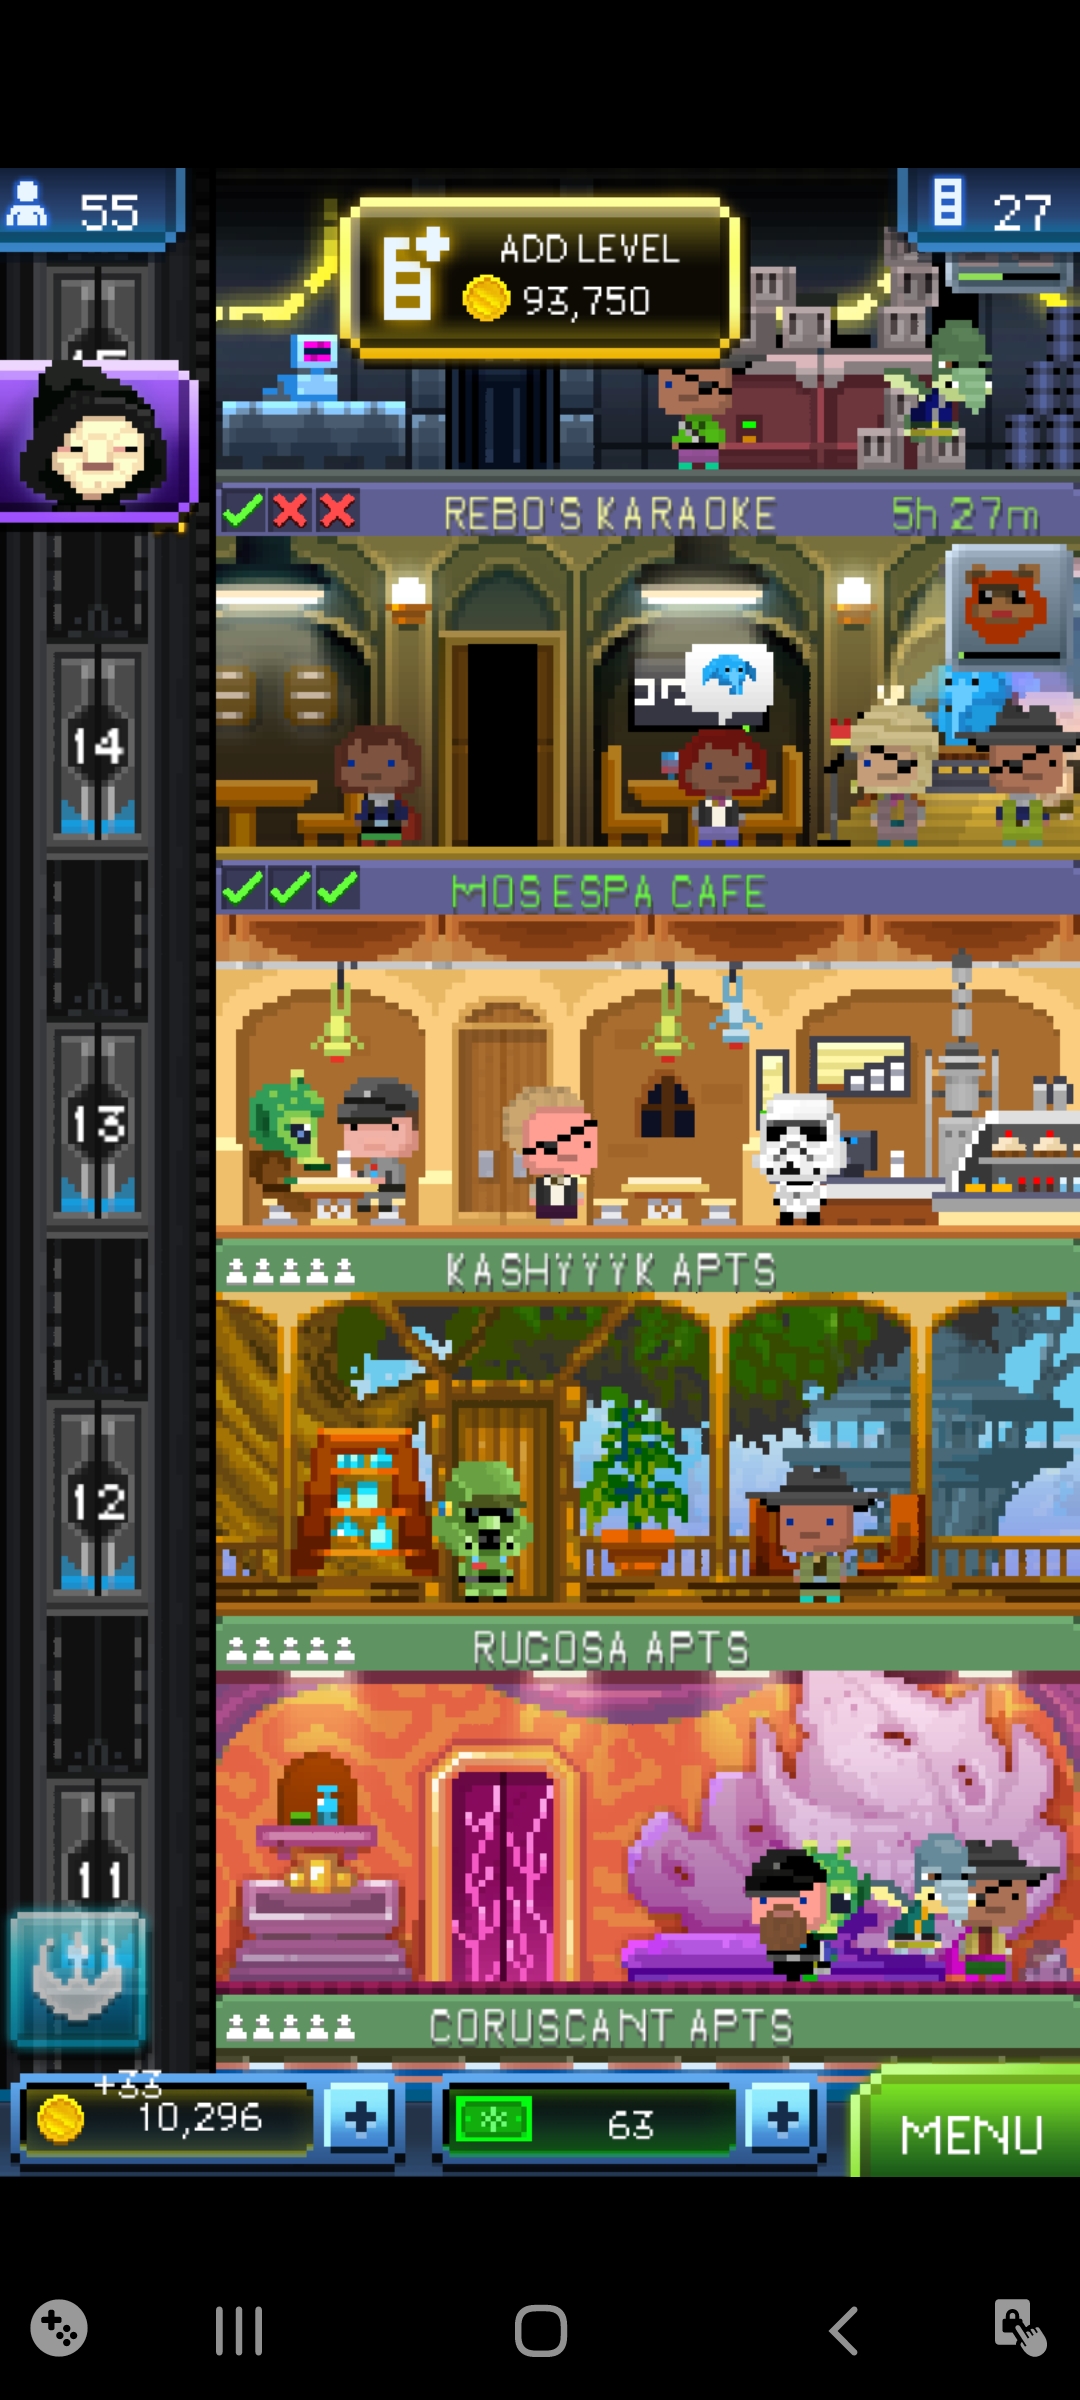 55
27
ADD LEVEL
93,750
REBO'S KARAOKE
5h 27m
14
MOS ESPA CAFE
13
KASHYYYK APTS
12
RUCOSA APTS
11
CORUSCANT APTS
+33
10,296
63
MENU